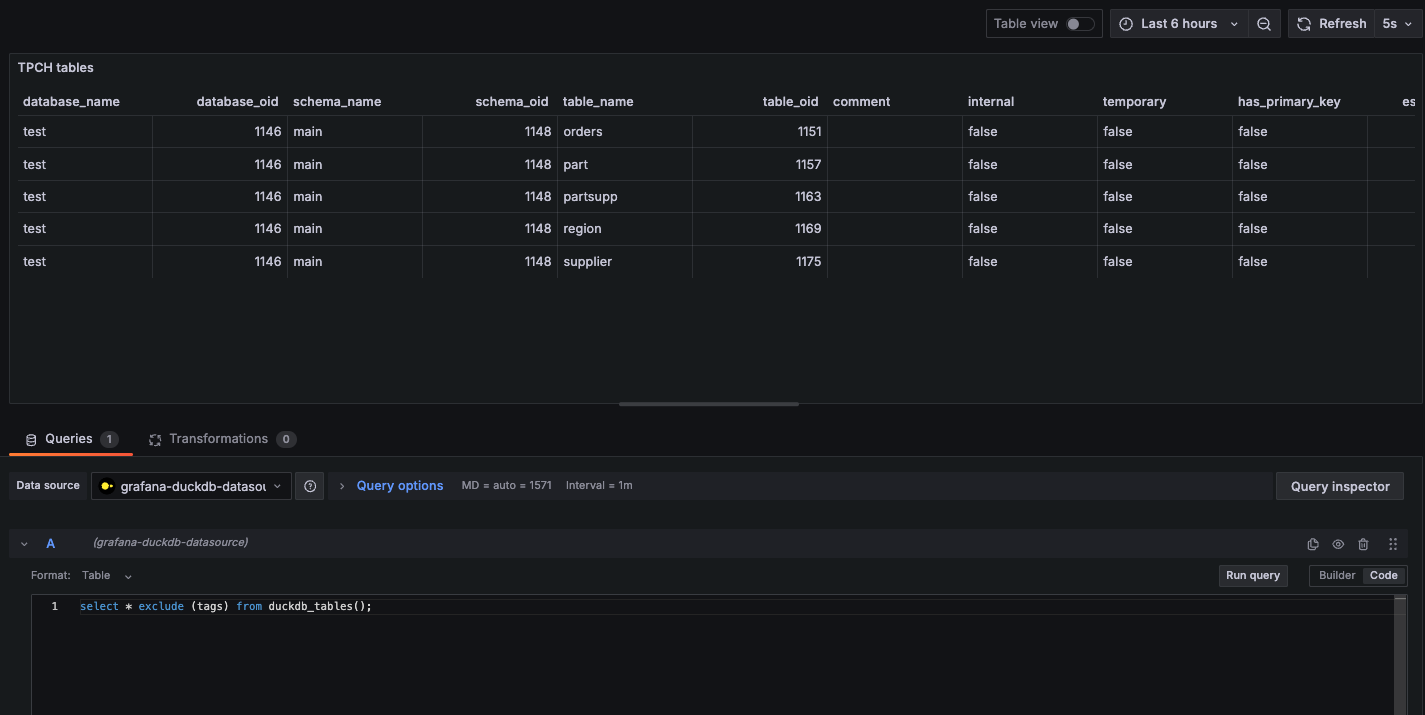 Table view Last 6 hours Refresh 5s
TPCH tables
database_name database_oid schema_name schema_oid table_name table_oid comment internal temporary has_primary_key es
test 1146 main 1148 orders 1151 false false false
test 1146 main 1148 part 1157 false false false
test 1146 main 1148 partsupp 1163 false false false
test 1146 main 1148 region 1169 false false false
test 1146 main 1148 supplier 1175 false false false
Queries 1 Transformations 0
Data source grafana-duckdb-datasou Query options MD = auto = 1571 Interval = 1m Query inspector
A (grafana-duckdb-datasource)
Format: Table Run query Builder Code
1 select * exclude (tags) from duckdb_tables();